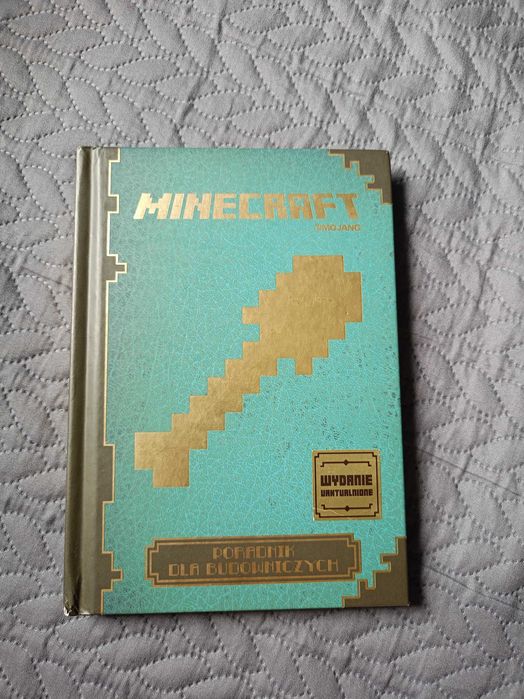 MINECRAFT
MOJANG
WYDANIE
UAKTUALNIONE
PORADNIK
DLA BUDOWNICZYCH